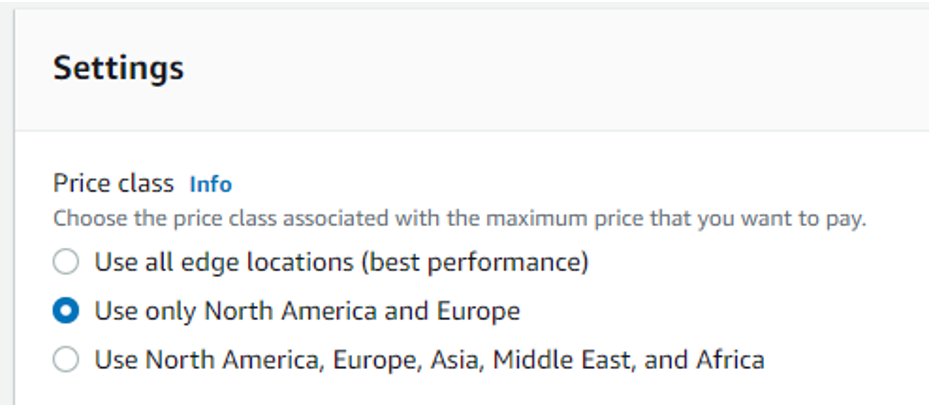 Settings
Price class Info
Choose the price class associated with the maximum price that you want to pay.
Use all edge locations (best performance)
Use only North America and Europe
Use North America, Europe, Asia, Middle East, and Africa